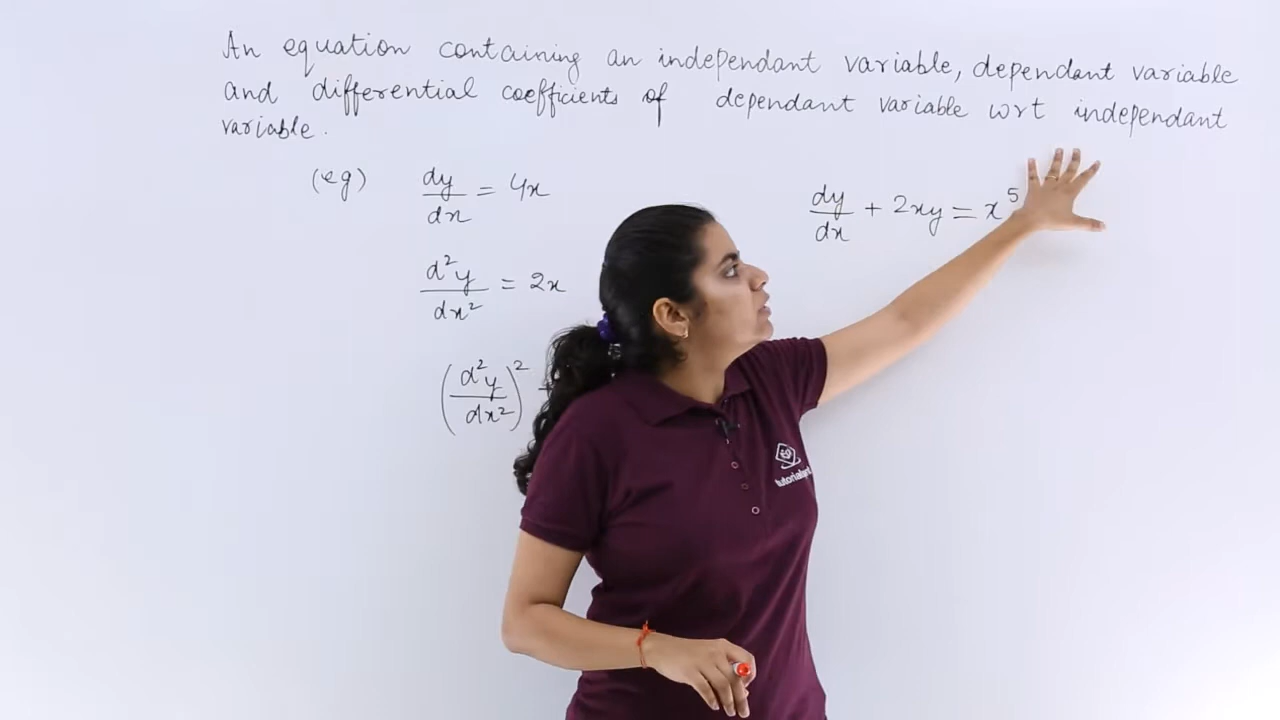 An equation containing an independant variable, dependant variable
and differential coefficients of dependant variable wrt independant
variable.
(eg) dy/dx = 4x
dy/dx + 2xy = x⁵
d²y/dx² = 2x
(d²y/dx²)² +